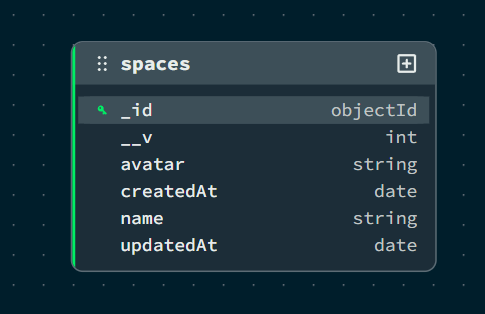 spaces
_id objectId
__v int
avatar string
createdAt date
name string
updatedAt date